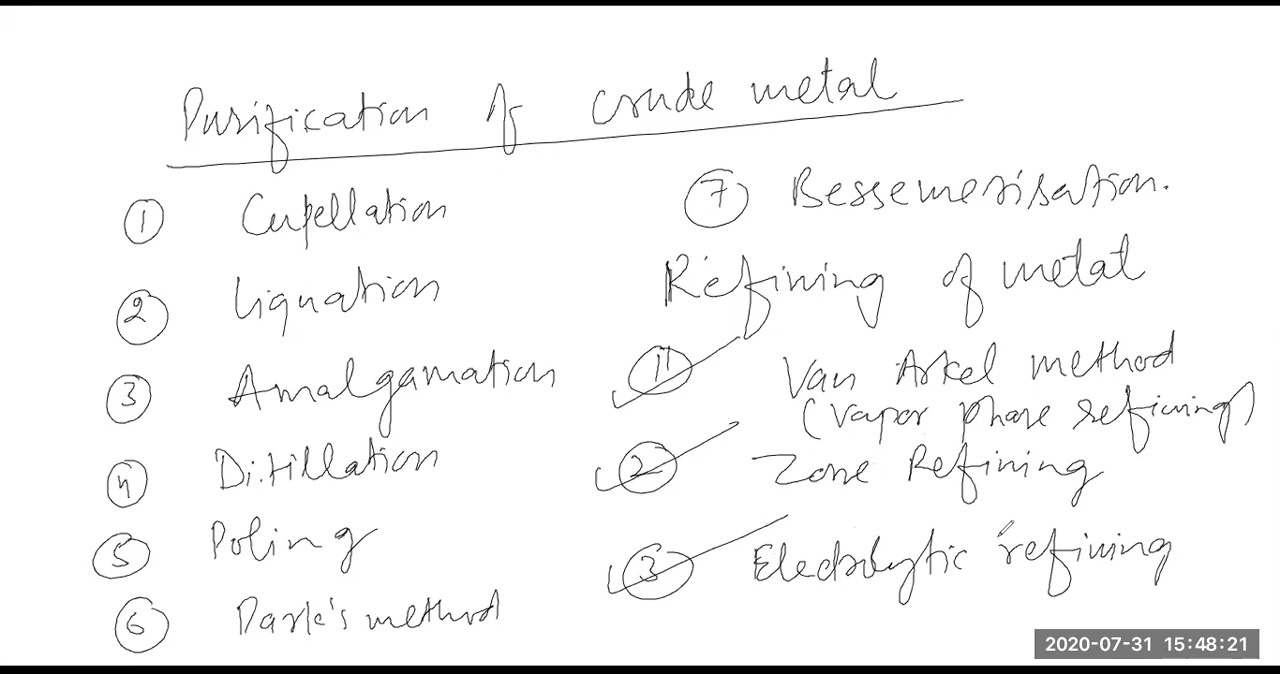 Purification of crude metal
① Cupellation
② Liquation
③ Amalgamation
④ Distillation
⑤ Poling
⑥ Park's method
⑦ Bessemerisation.
Refining of metal
① Van Arkel method
(Vapor phase refining)
② Zone Refining
③ Electrolytic refining
2020-07-31 15:48:21